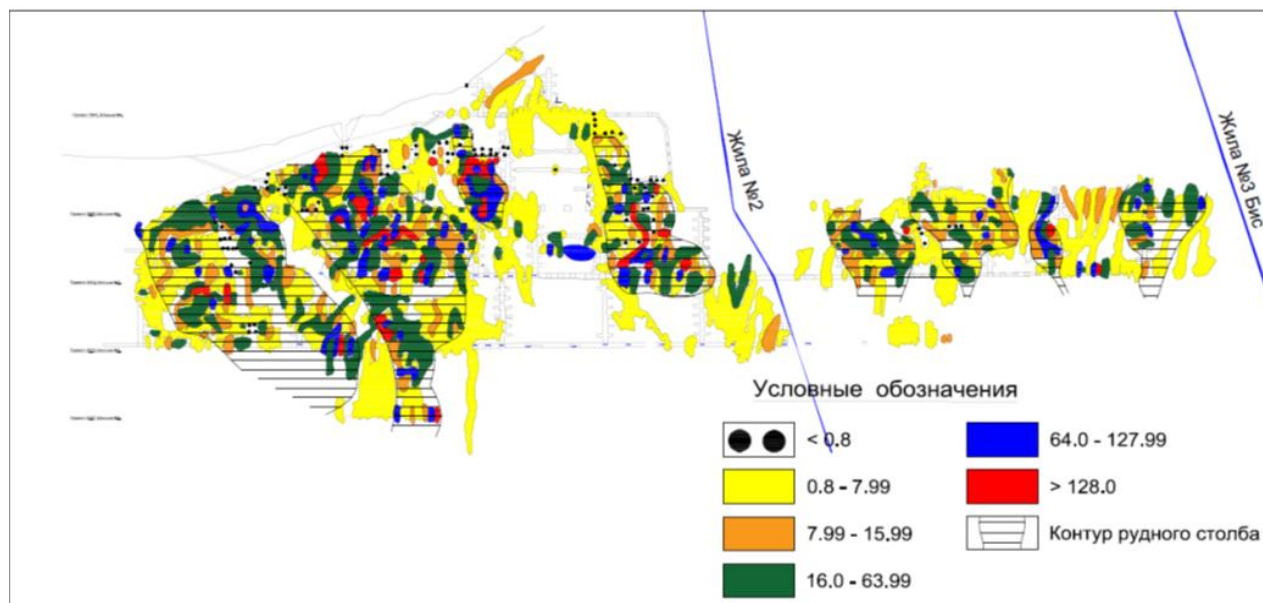 Жила №2
Жила №3 Бис
Условные обозначения
< 0.8
0.8 - 7.99
7.99 - 15.99
16.0 - 63.99
64.0 - 127.99
> 128.0
Контур рудного столба